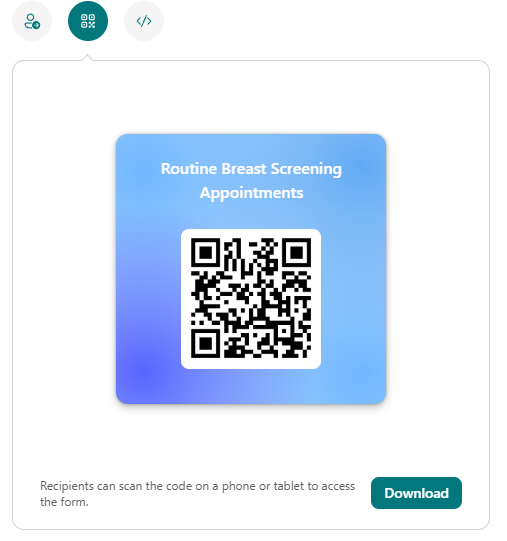 Routine Breast Screening
Appointments
Recipients can scan the code on a phone or tablet to access
the form.
Download